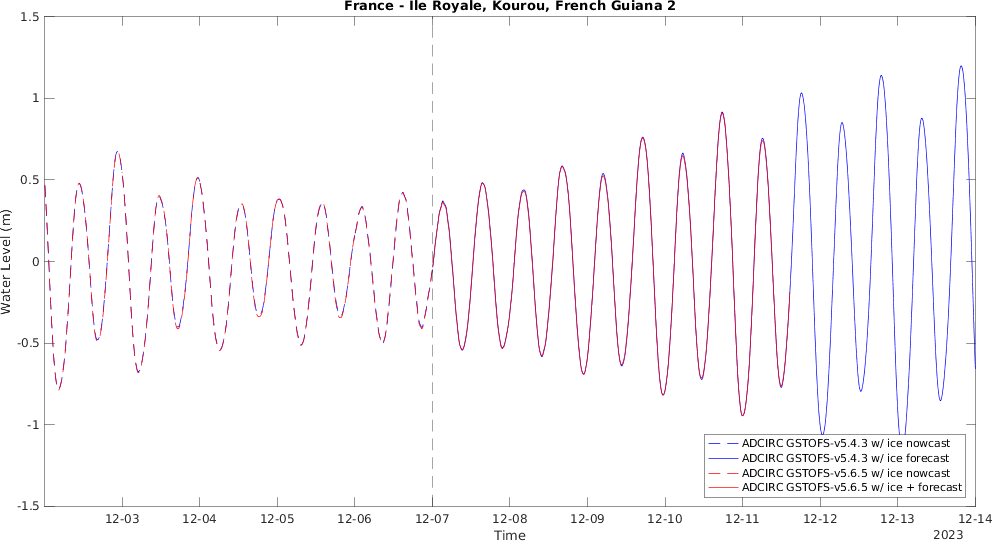 France - Ile Royale, Kourou, French Guiana 2
1.5
1
0.5
0
-0.5
-1
-1.5
Water Level (m)
ADCIRC GSTOFS-v5.4.3 w/ ice nowcast
ADCIRC GSTOFS-v5.4.3 w/ ice forecast
ADCIRC GSTOFS-v5.6.5 w/ ice nowcast
ADCIRC GSTOFS-v5.6.5 w/ ice + forecast
12-03 12-04 12-05 12-06 12-07 12-08 12-09 12-10 12-11 12-12 12-13 12-14
Time
2023